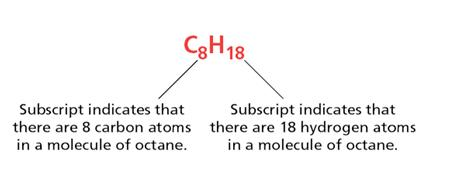 C₈H₁₈
Subscript indicates that
there are 8 carbon atoms
in a molecule of octane.
Subscript indicates that
there are 18 hydrogen atoms
in a molecule of octane.